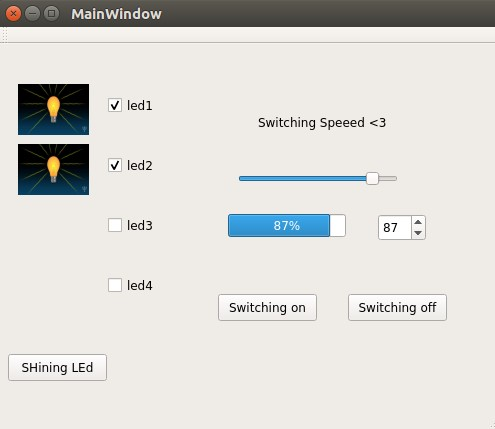 MainWindow
led1
Switching Speeed <3
led2
led3
87%
87
led4
Switching on
Switching off
SHining LEd